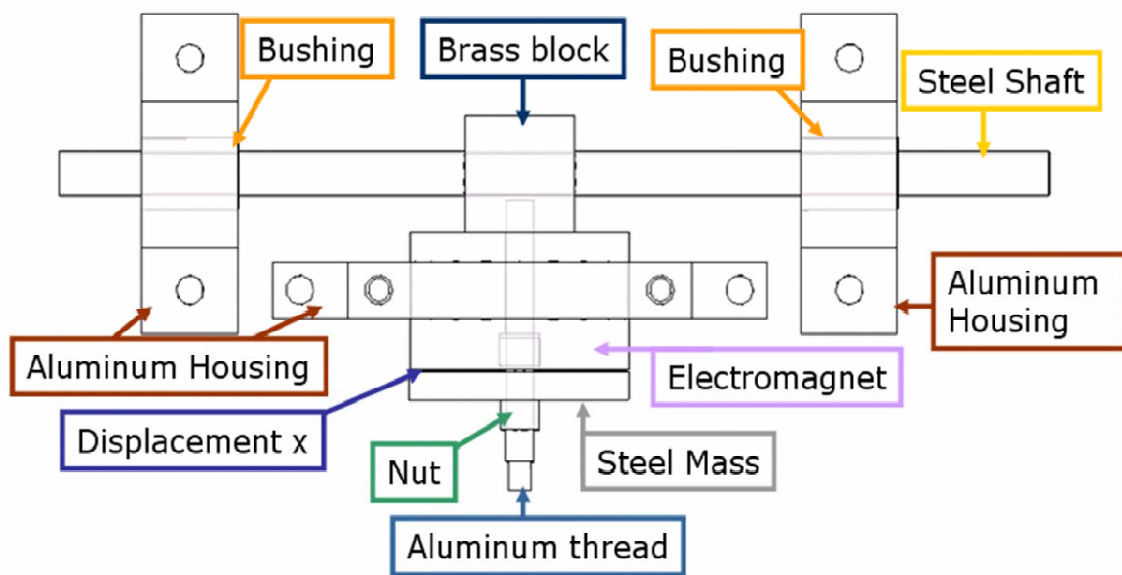 Bushing
Brass block
Bushing
Steel Shaft
Aluminum
Housing
Aluminum Housing
Electromagnet
Displacement x
Nut
Steel Mass
Aluminum thread